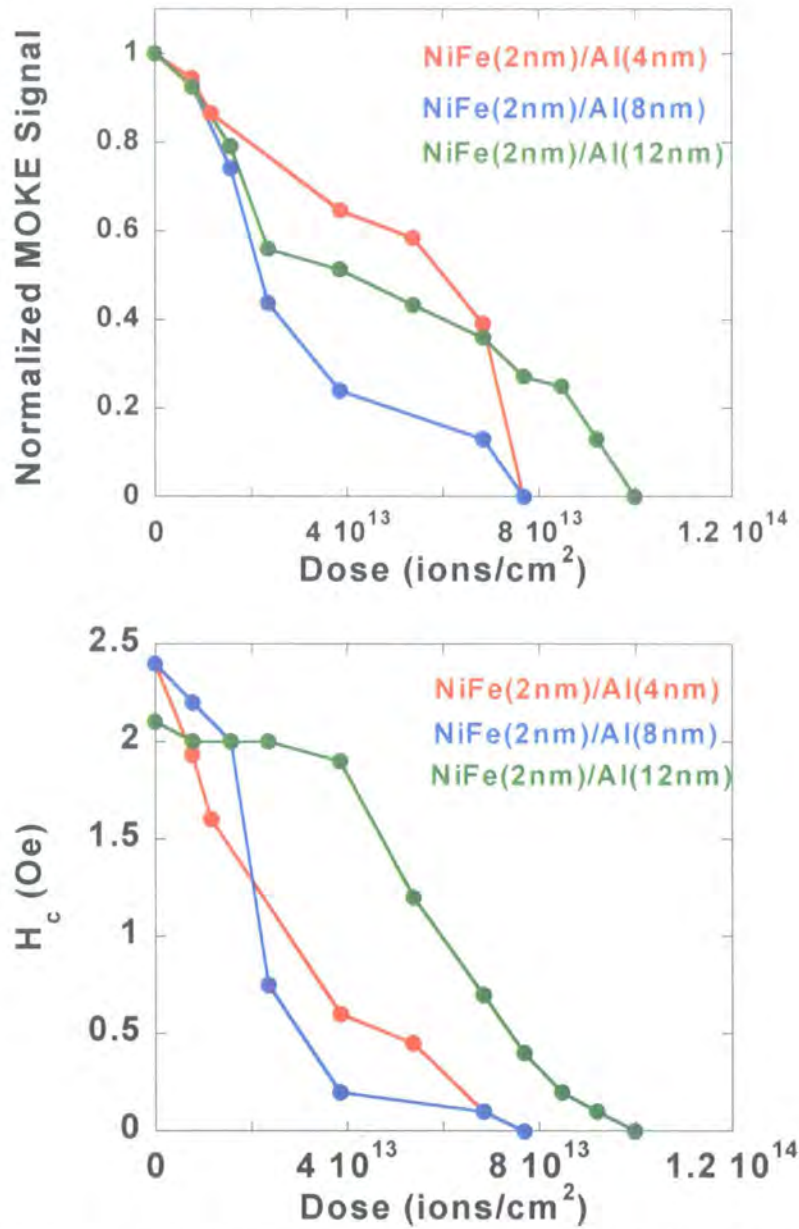 NiFe(2nm)/Al(4nm)
NiFe(2nm)/Al(8nm)
NiFe(2nm)/Al(12nm)
Normalized MOKE Signal
1
0.8
0.6
0.4
0.2
0
0 4 10^13 8 10^13 1.2 10^14
Dose (ions/cm^2)
NiFe(2nm)/Al(4nm)
NiFe(2nm)/Al(8nm)
NiFe(2nm)/Al(12nm)
H_c (Oe)
2.5
2
1.5
1
0.5
0
0 4 10^13 8 10^13 1.2 10^14
Dose (ions/cm^2)